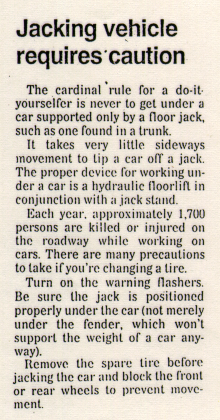 Jacking vehicle
requires caution
The cardinal rule for a do-it-
yourselfer is never to get under a
car supported only by a floor jack,
such as one found in a trunk.
It takes very little sideways
movement to tip a car off a jack.
The proper device for working un-
der a car is a hydraulic floorlift in
conjunction with a jack stand.
Each year, approximately 1,700
persons are killed or injured on
the roadway while working on
cars. There are many precautions
to take if you're changing a tire.
Turn on the warning flashers.
Be sure the jack is positioned
properly under the car (not merely
under the fender, which won't
support the weight of a car any-
way).
Remove the spare tire before
jacking the car and block the front
or rear wheels to prevent move-
ment.